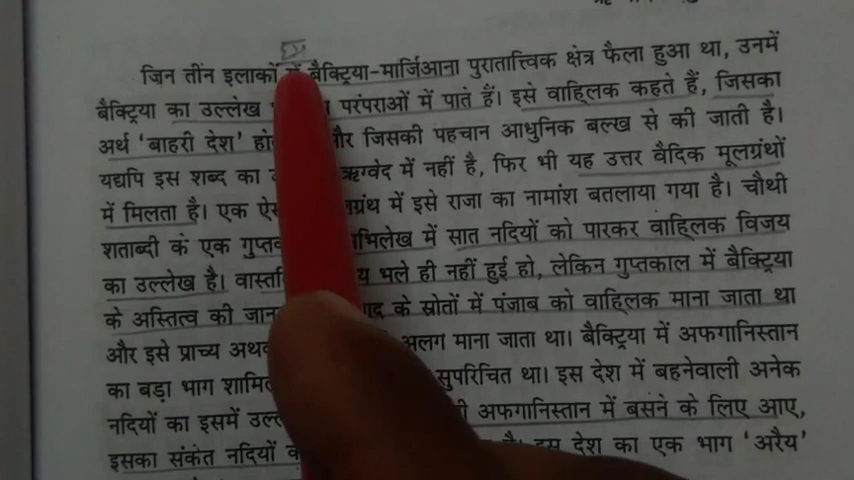 जिन तीन इलाकों में बैक्ट्रिया-मार्जिआना पुरातात्त्विक क्षेत्र फैला हुआ था, उनमें
बैक्ट्रिया का उल्लेख परंपराओं में पाते हैं। इसे वाह्लिक कहते हैं, जिसका
अर्थ 'बाहरी देश' और जिसकी पहचान आधुनिक बल्ख से की जाती है।
यद्यपि इस शब्द का ऋग्वेद में नहीं है, फिर भी यह उत्तर वैदिक मूलग्रंथों
में मिलता है। एक में इसे राजा का नामांश बतलाया गया है। चौथी
शताब्दी के एक में सात नदियों को पारकर वाह्लिक विजय
का उल्लेख है। भले ही नहीं हुई हो, लेकिन गुप्तकाल में बैक्ट्रिया
के अस्तित्व की के स्रोतों में पंजाब को वाह्लिक माना जाता था
और इसे प्राच्य अलग माना जाता था। बैक्ट्रिया में अफगानिस्तान
का बड़ा भाग सुपरिचित था। इस देश में बहनेवाली अनेक
नदियों का इसमें अफगानिस्तान में बसने के लिए आए,
इसका संकेत नदियों इस देश का एक भाग 'अरैय'